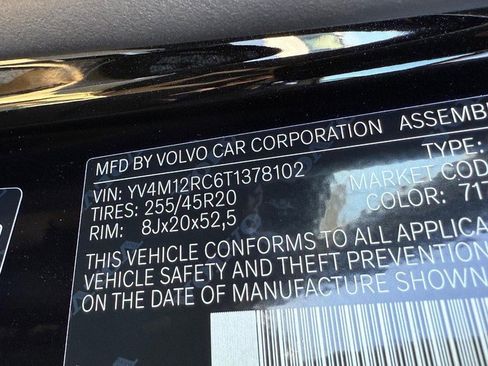 MFD BY VOLVO CAR CORPORATION ASSEMBL
VIN: YV4M12RC6T1378102 TYPE:
TIRES: 255/45R20 MARKET COD
RIM: 8Jx20x52,5 COLOR: 717
THIS VEHICLE CONFORMS TO ALL APPLICA
VEHICLE SAFETY AND THEFT PREVENTION
ON THE DATE OF MANUFACTURE SHOWN